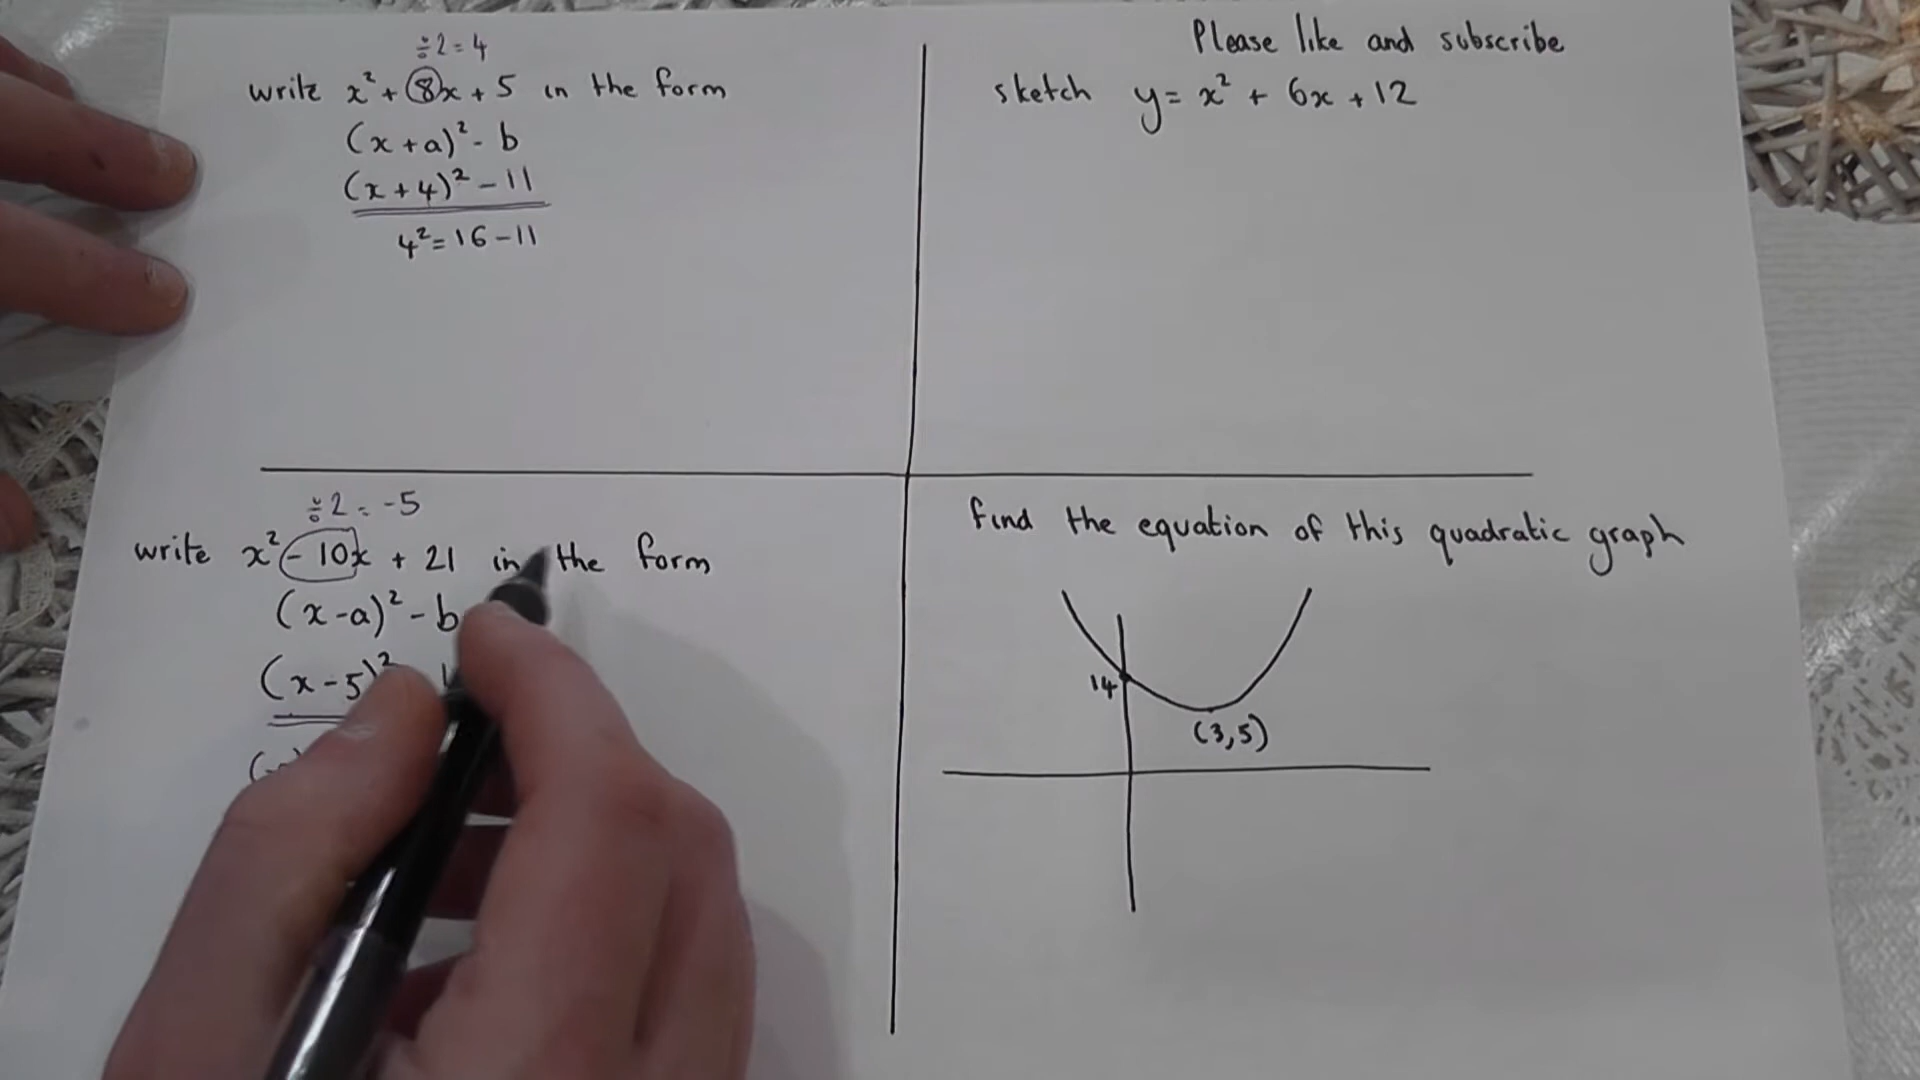 ÷2=4
write x² + 8x + 5 in the form
(x+a)² - b
(x+4)² - 11
4² = 16 - 11
Please like and subscribe
sketch y = x² + 6x + 12
÷2 = -5
write x² - 10x + 21 in the form
(x-a)² - b
(x-5)²
find the equation of this quadratic graph
14
(3,5)